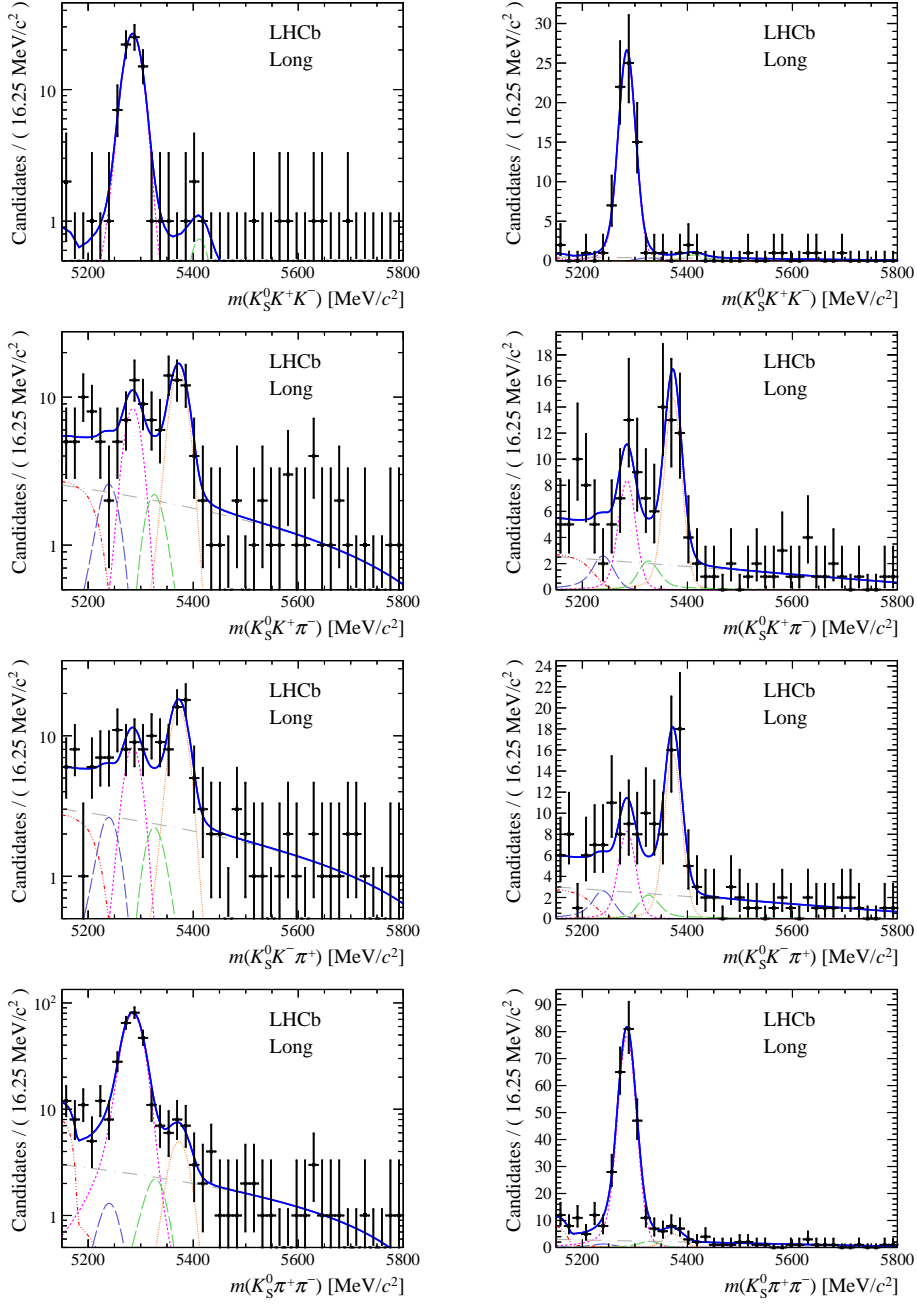 Candidates / ( 16.25 MeV/c² )
10
1
LHCb
Long
5200 5400 5600 5800
m(K⁰_S K⁺K⁻) [MeV/c²]
Candidates / ( 16.25 MeV/c² )
30
25
20
15
10
5
0
LHCb
Long
5200 5400 5600 5800
m(K⁰_S K⁺K⁻) [MeV/c²]
Candidates / ( 16.25 MeV/c² )
10
1
LHCb
Long
5200 5400 5600 5800
m(K⁰_S K⁺π⁻) [MeV/c²]
Candidates / ( 16.25 MeV/c² )
18
16
14
12
10
8
6
4
2
0
LHCb
Long
5200 5400 5600 5800
m(K⁰_S K⁺π⁻) [MeV/c²]
Candidates / ( 16.25 MeV/c² )
10
1
LHCb
Long
5200 5400 5600 5800
m(K⁰_S K⁻π⁺) [MeV/c²]
Candidates / ( 16.25 MeV/c² )
24
22
20
18
16
14
12
10
8
6
4
2
0
LHCb
Long
5200 5400 5600 5800
m(K⁰_S K⁻π⁺) [MeV/c²]
Candidates / ( 16.25 MeV/c² )
10²
10
1
LHCb
Long
5200 5400 5600 5800
m(K⁰_S π⁺π⁻) [MeV/c²]
Candidates / ( 16.25 MeV/c² )
90
80
70
60
50
40
30
20
10
0
LHCb
Long
5200 5400 5600 5800
m(K⁰_S π⁺π⁻) [MeV/c²]